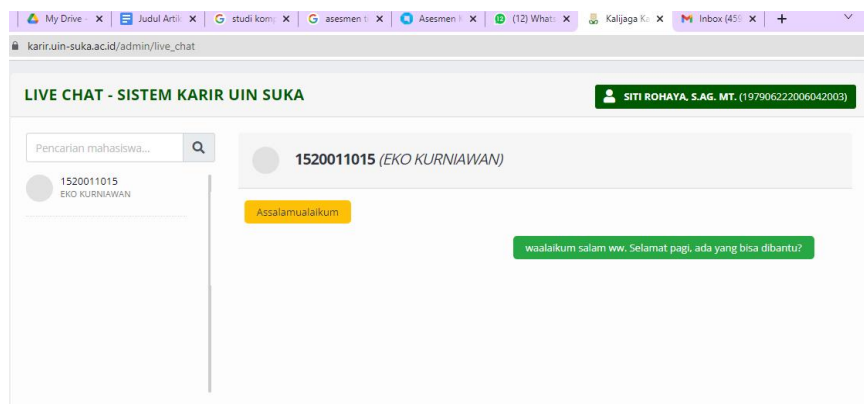 My Drive -
Judul Artik
studi komp
asesmen t
Asesmen
(12) Whats
Kalijaga Ka
Inbox (459
karir.uin-suka.ac.id/admin/live_chat
LIVE CHAT - SISTEM KARIR UIN SUKA
SITI ROHAYA, S.AG. MT. (197906222006042003)
Pencarian mahasiswa...
1520011015
EKO KURNIAWAN
1520011015 (EKO KURNIAWAN)
Assalamualaikum
waalaikum salam ww. Selamat pagi, ada yang bisa dibantu?